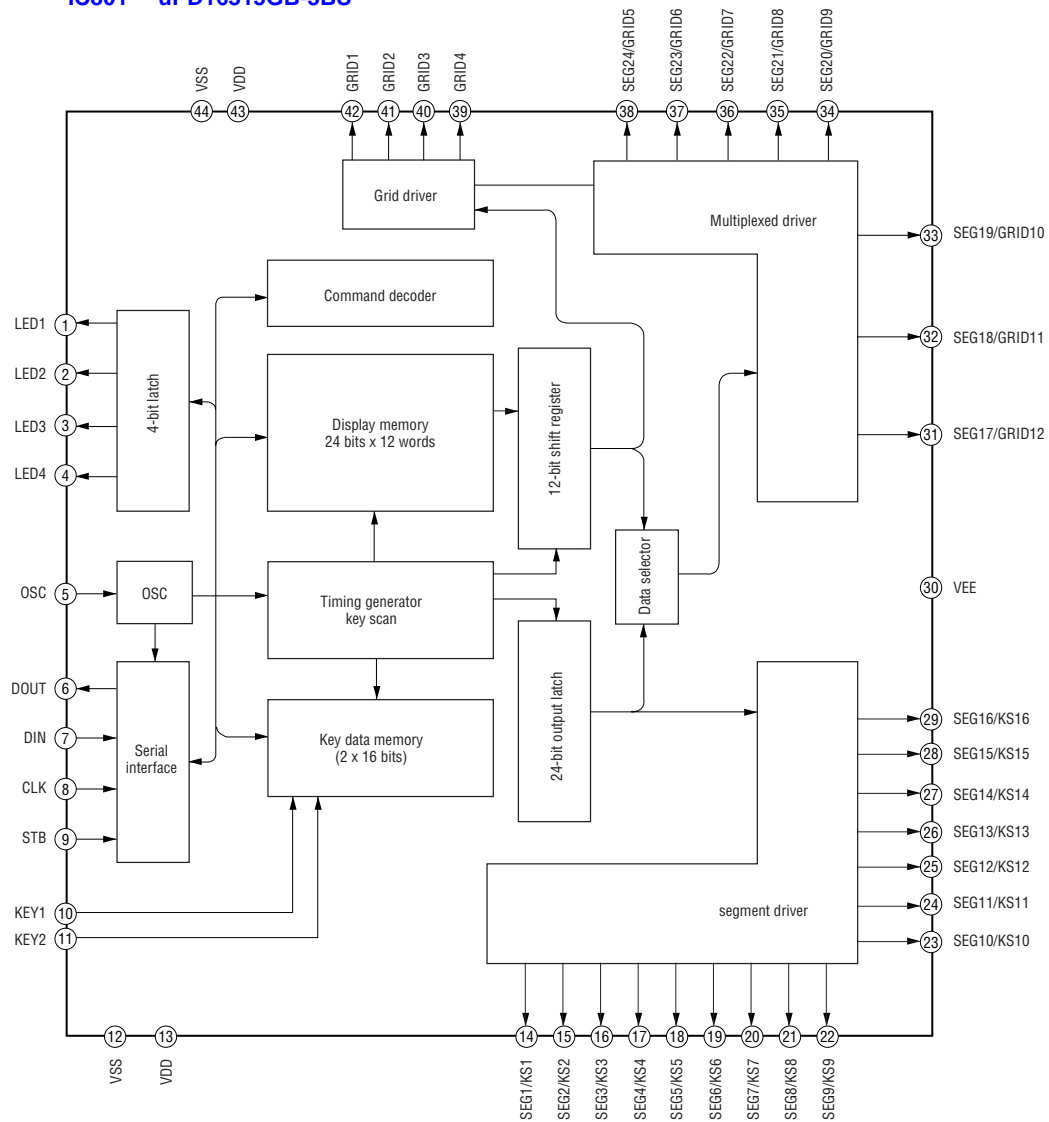 VSS
VDD
GRID1
GRID2
GRID3
GRID4
SEG24/GRID5
SEG23/GRID6
SEG22/GRID7
SEG21/GRID8
SEG20/GRID9
44
43
42
41
40
39
38
37
36
35
34
Grid driver
Multiplexed driver
33
SEG19/GRID10
32
SEG18/GRID11
31
SEG17/GRID12
Command decoder
LED1
1
LED2
2
LED3
3
LED4
4
4-bit latch
Display memory
24 bits x 12 words
12-bit shift register
OSC
5
OSC
Timing generator
key scan
Data selector
30
VEE
DOUT
6
DIN
7
CLK
8
STB
9
Serial
interface
Key data memory
(2 x 16 bits)
24-bit output latch
29
SEG16/KS16
28
SEG15/KS15
27
SEG14/KS14
26
SEG13/KS13
25
SEG12/KS12
24
SEG11/KS11
23
SEG10/KS10
segment driver
KEY1
10
KEY2
11
12
13
14
15
16
17
18
19
20
21
22
VSS
VDD
SEG1/KS1
SEG2/KS2
SEG3/KS3
SEG4/KS4
SEG5/KS5
SEG6/KS6
SEG7/KS7
SEG8/KS8
SEG9/KS9